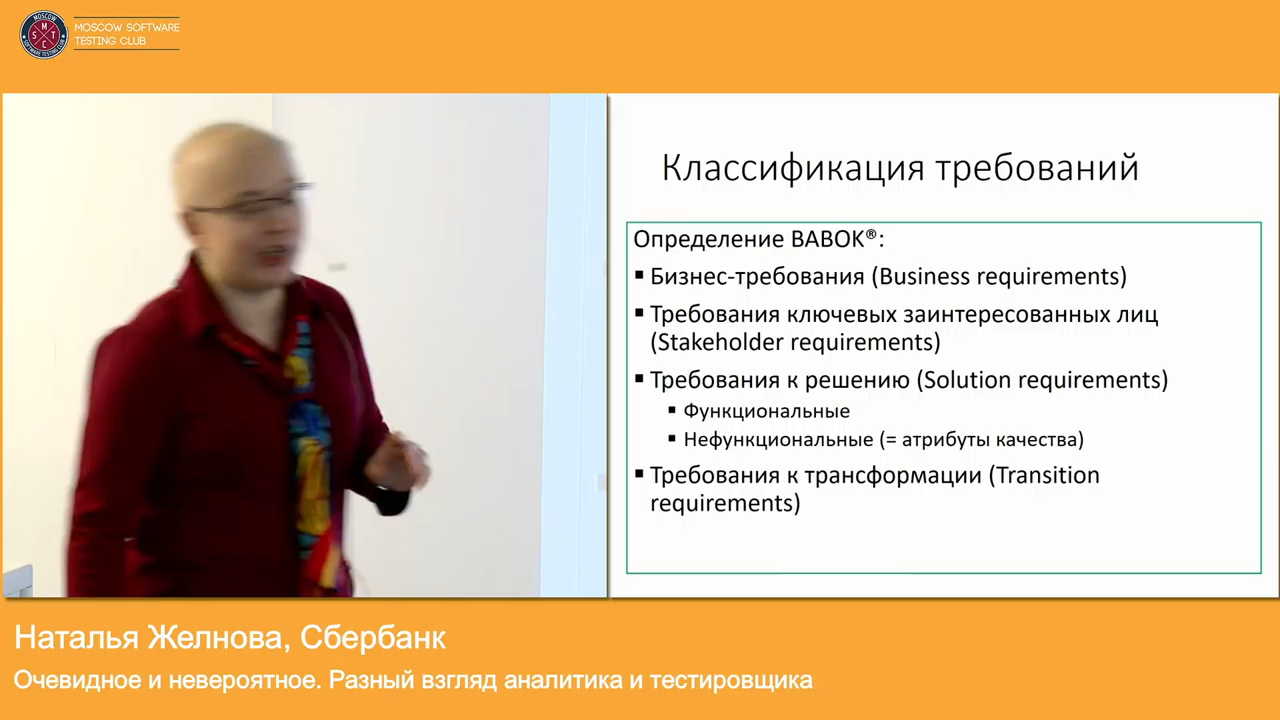 MOSCOW SOFTWARE
TESTING CLUB
Классификация требований
Определение BABOK®:
▪ Бизнес-требования (Business requirements)
▪ Требования ключевых заинтересованных лиц
(Stakeholder requirements)
▪ Требования к решению (Solution requirements)
▪ Функциональные
▪ Нефункциональные (= атрибуты качества)
▪ Требования к трансформации (Transition
requirements)
Наталья Желнова, Сбербанк
Очевидное и невероятное. Разный взгляд аналитика и тестировщика